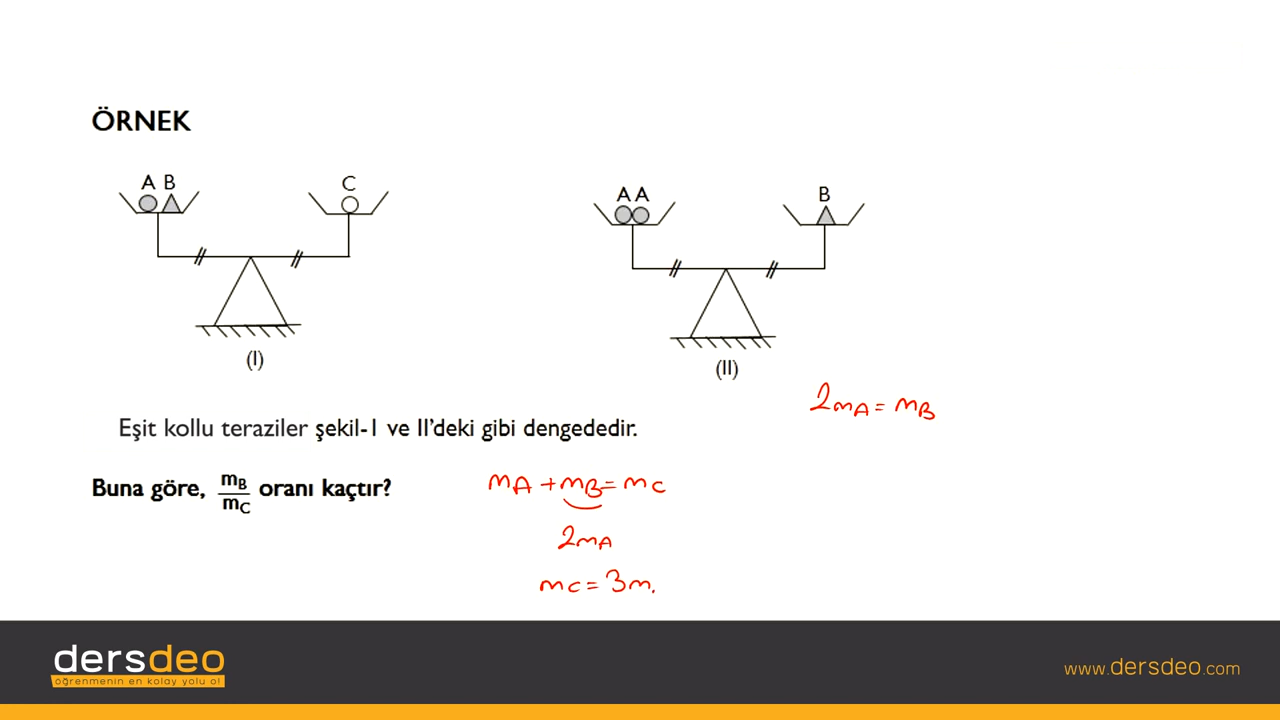 ÖRNEK
A B
C
A A
B
(I)
(II)
2mA = mB
Eşit kollu teraziler şekil-I ve II'deki gibi dengededir.
Buna göre, mB/mC oranı kaçtır?
mA + mB = mC
2mA
mC = 3m
dersdeo
öğrenmenin en kolay yolu o!
www.dersdeo.com